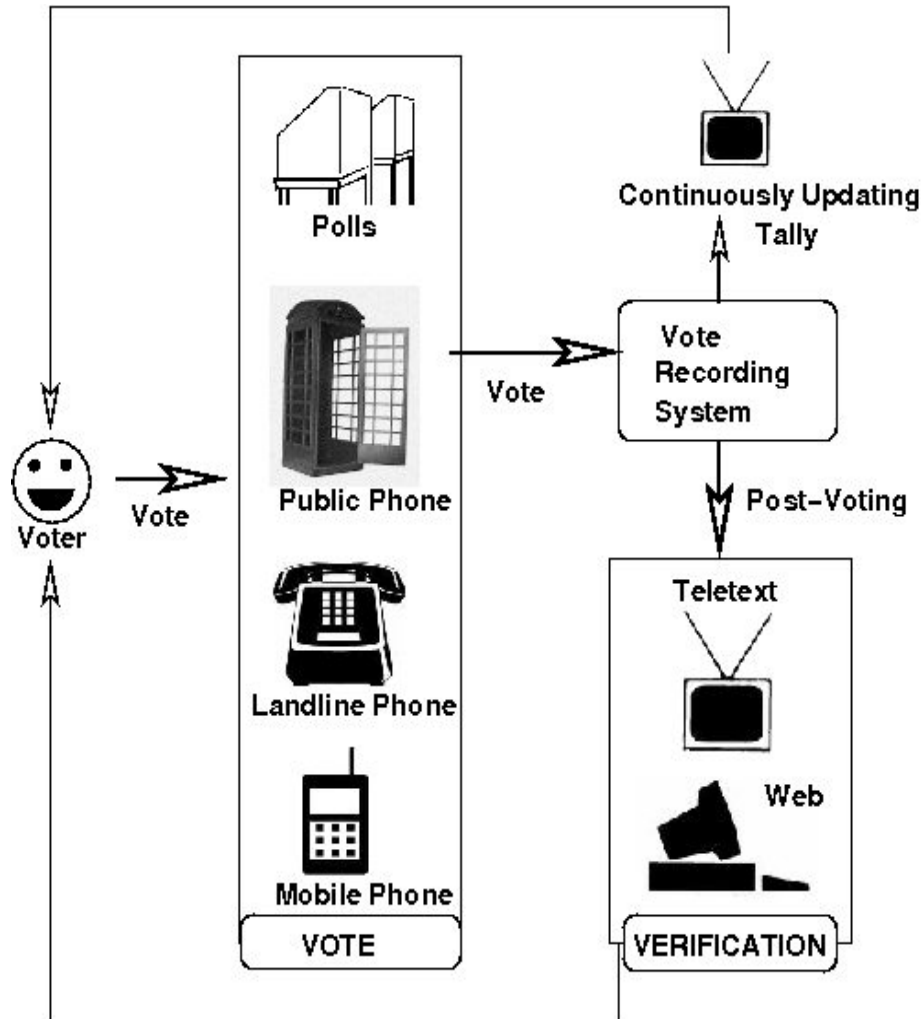 Polls
Continuously Updating
Tally
Public Phone
Vote
Vote
Recording
System
Voter
Vote
Post-Voting
Landline Phone
Teletext
Mobile Phone
Web
VOTE
VERIFICATION